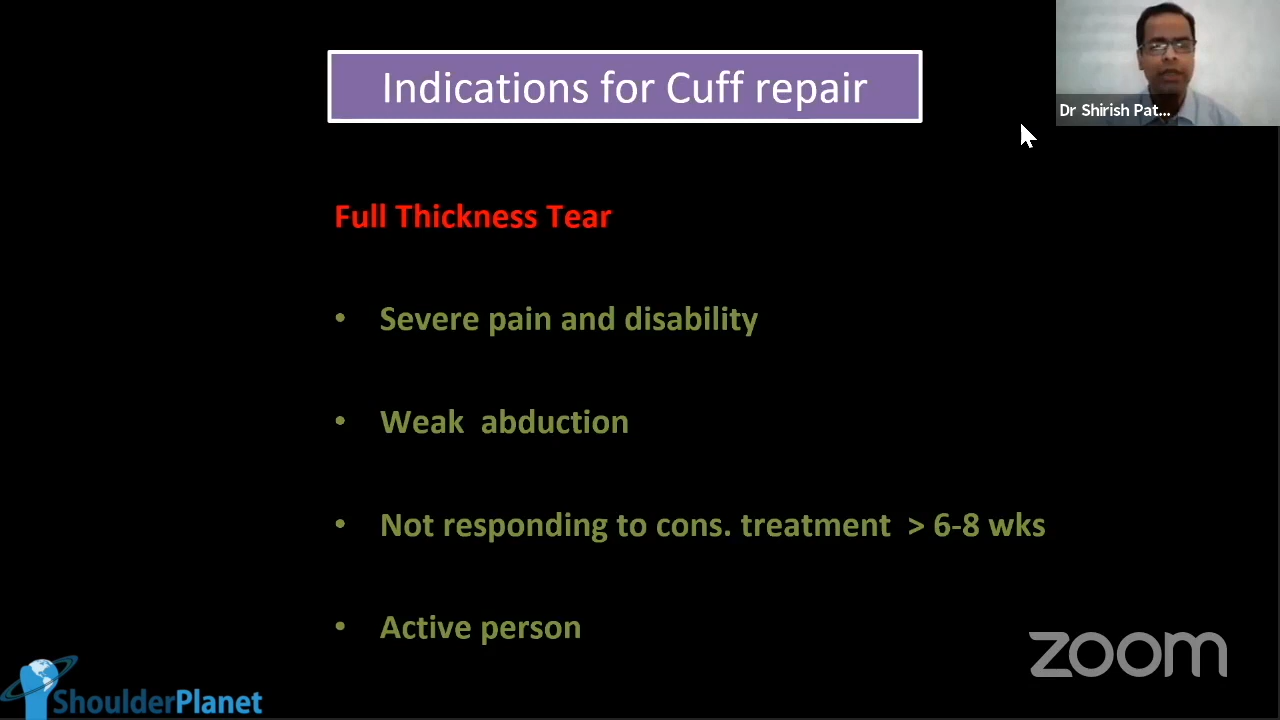 Indications for Cuff repair
Dr Shirish Pat...
Full Thickness Tear
• Severe pain and disability
• Weak abduction
• Not responding to cons. treatment > 6-8 wks
• Active person
zoom
ShoulderPlanet